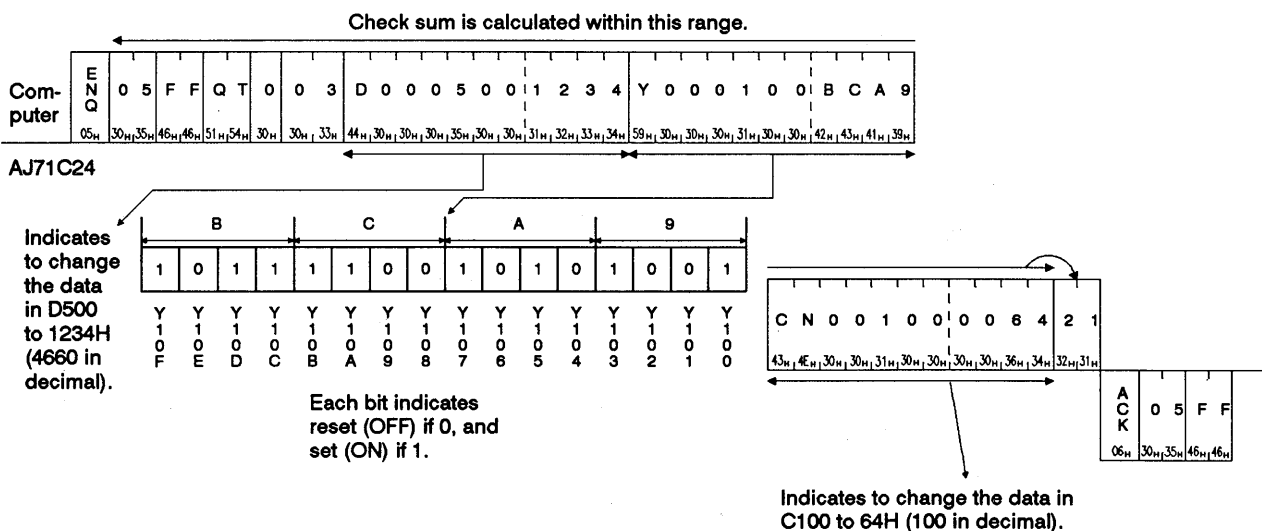 Check sum is calculated within this range.
Com-
puter
ENQ 0 5 F F Q T 0 0 3 D 0 0 0 5 0 0 1 2 3 4 Y 0 0 0 1 0 0 B C A 9
05H 30H 35H 46H 46H 51H 54H 30H 30H 33H 44H 30H 30H 30H 35H 30H 30H 31H 32H 33H 34H 59H 30H 30H 30H 31H 30H 30H 42H 43H 41H 39H
AJ71C24
B C A 9
1 0 1 1 1 1 0 0 1 0 1 0 1 0 0 1
Y10F Y10E Y10D Y10C Y10B Y10A Y109 Y108 Y107 Y106 Y105 Y104 Y103 Y102 Y101 Y100
Indicates
to change
the data
in D500
to 1234H
(4660 in
decimal).
Each bit indicates
reset (OFF) if 0, and
set (ON) if 1.
C N 0 0 1 0 0 0 0 6 4 2 1
43H 4EH 30H 30H 31H 30H 30H 30H 30H 36H 34H 32H 31H
ACK 0 5 F F
06H 30H 35H 46H 46H
Indicates to change the data in
C100 to 64H (100 in decimal).